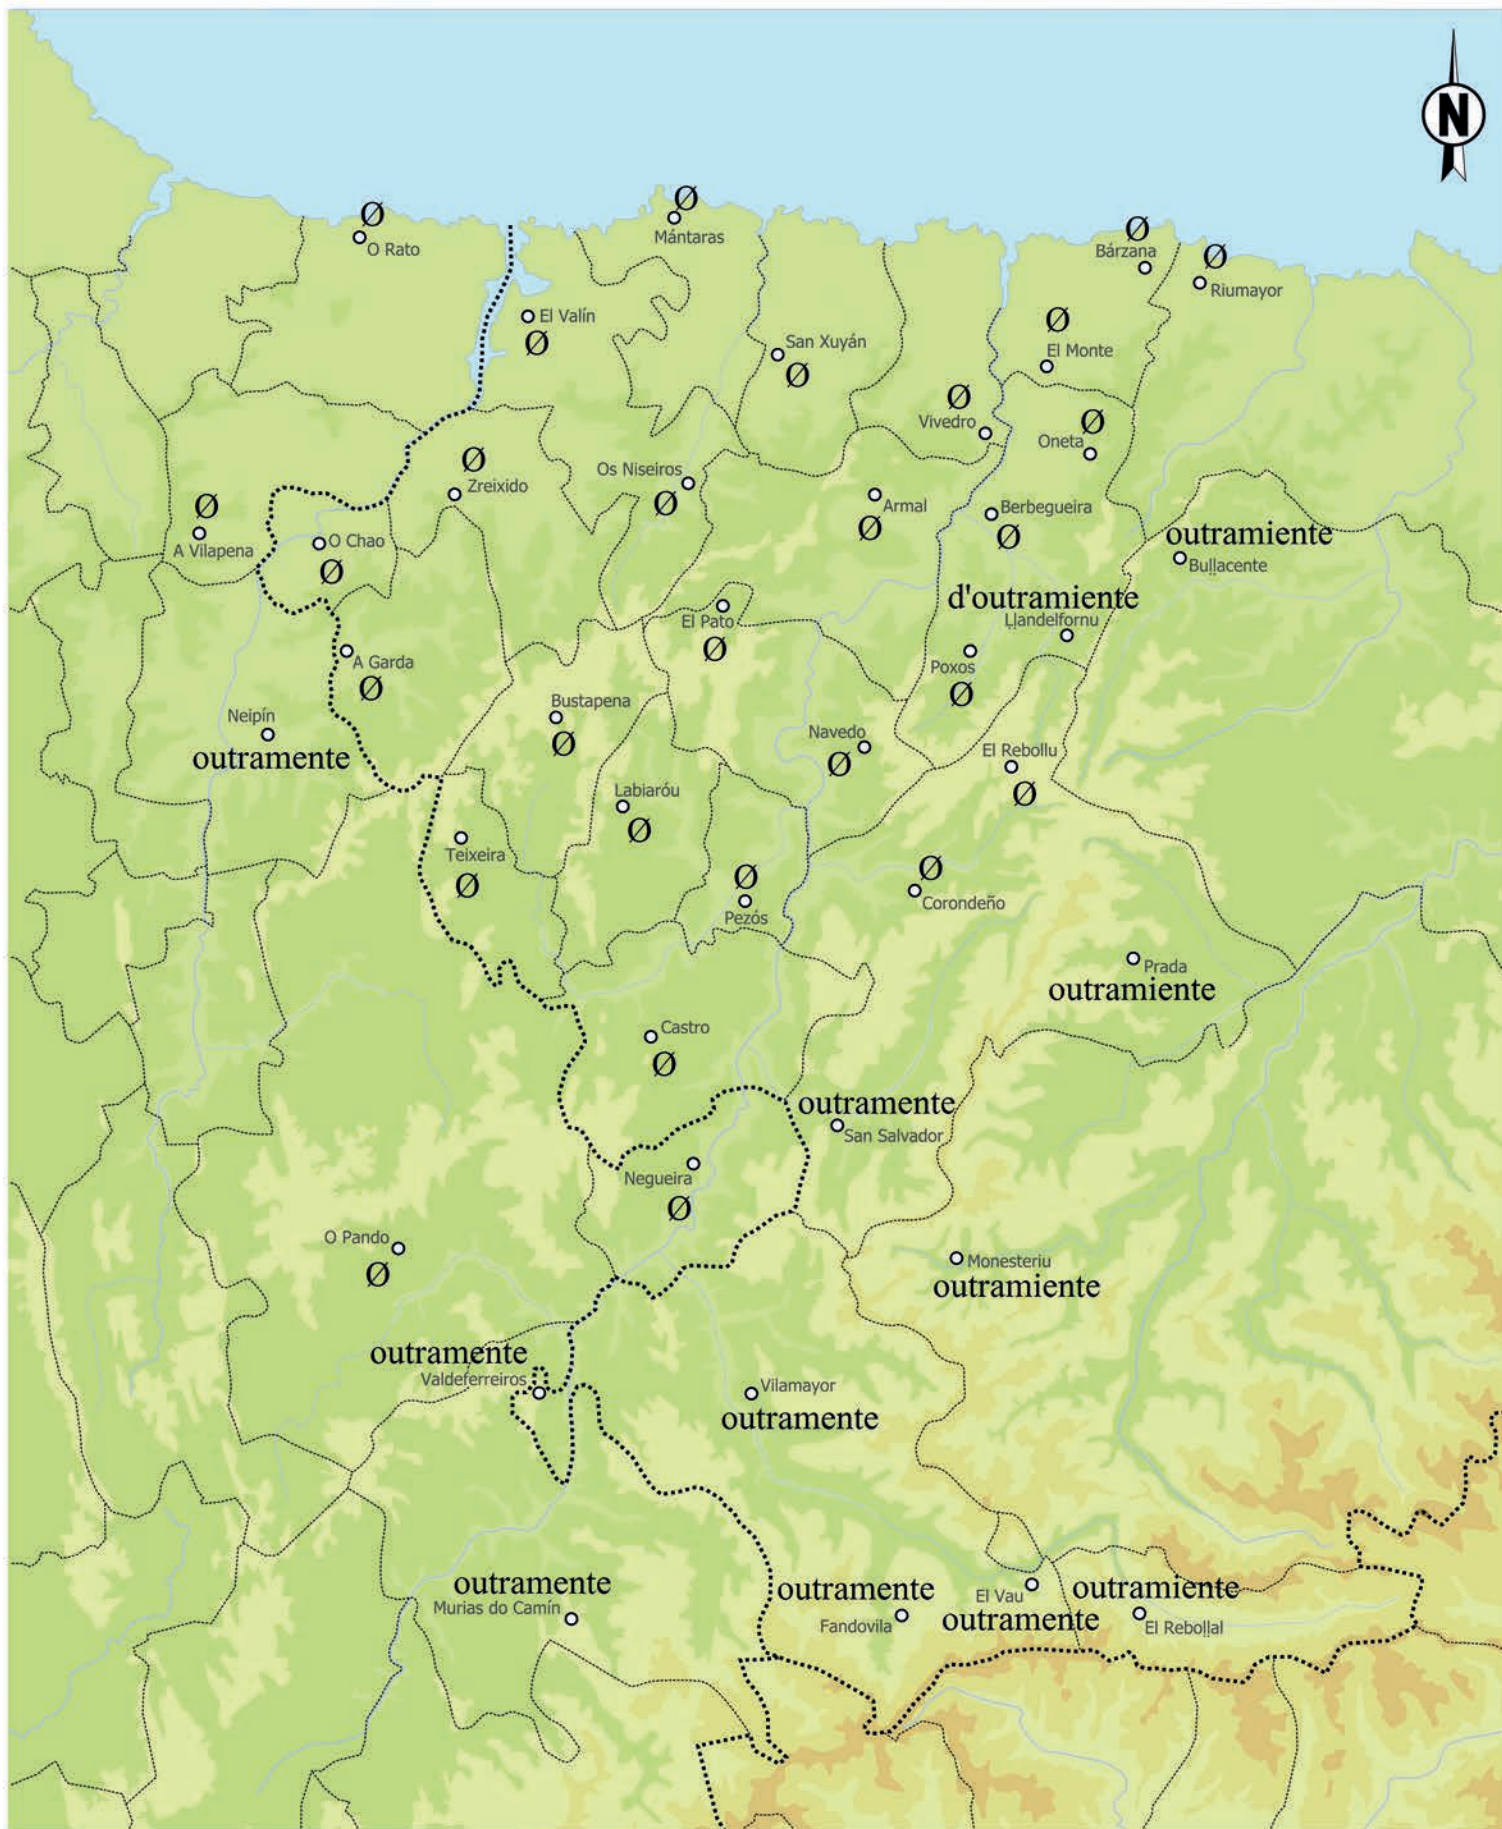 N
Ø
O Rato
Ø
Mántaras
Ø
Bárzana
Ø
Riumayor
El Valín
Ø
San Xuyán
Ø
Ø
El Monte
Ø
Vivedro
Ø
Oneta
Ø
Zreixido
Os Niseiros
Ø
Armal
Ø
Berbegueira
Ø
Ø
A Vilapena
O Chao
Ø
outramiente
Buḷḷacente
d'outramiente
Ḷḷandelfornu
El Pato
Ø
A Garda
Ø
Poxos
Ø
Neipín
outramente
Bustapena
Ø
Navedo
Ø
El Rebollu
Ø
Labiaróu
Ø
Teixeira
Ø
Ø
Pezós
Ø
Corondeño
Prada
outramiente
Castro
Ø
outramente
San Salvador
Negueira
Ø
O Pando
Ø
Monesteriu
outramiente
outramente
Valdeferreiros
Vilamayor
outramente
outramente
Murias do Camín
outramente
Fandovila
El Vau
outramente
outramiente
El Reboḷḷal